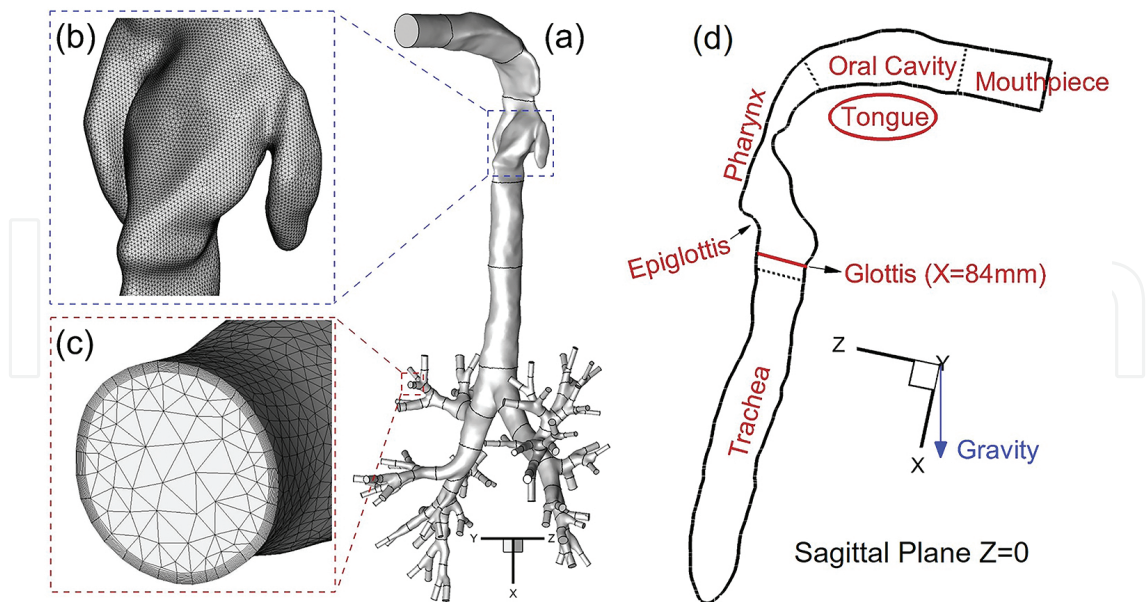 (b)
(a)
(c)
Y
Z
X
(d)
Oral Cavity
Mouthpiece
Tongue
Pharynx
Epiglottis
Glottis (X=84mm)
Trachea
Z
Y
X
Gravity
Sagittal Plane Z=0